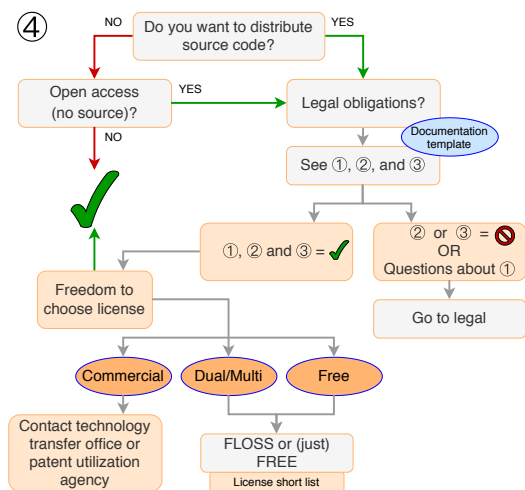 ④
Do you want to distribute
source code?
NO
YES
Open access
(no source)?
YES
Legal obligations?
Documentation
template
NO
See ①, ②, and ③
①, ② and ③ =
② or ③ =
OR
Questions about ①
Freedom to
choose license
Go to legal
Commercial
Dual/Multi
Free
Contact technology
transfer office or
patent utilization
agency
FLOSS or (just)
FREE
License short list